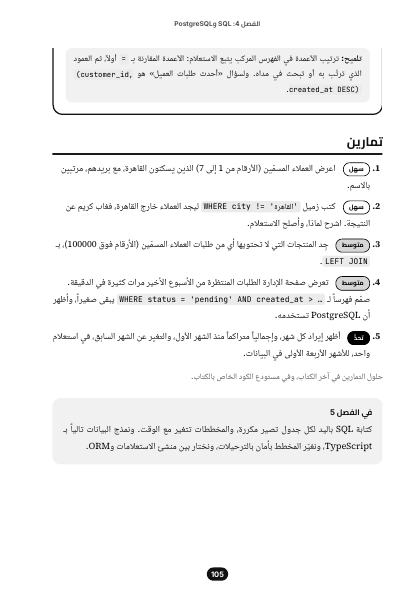 الفصل 4: SQL وPostgreSQL
تلميح: ترتيب الأعمدة في الفهرس المركب يتبع الاستعلام: الأعمدة المقارنة بـ = أولاً، ثم العمود
الذي ترتّب به أو تبحث في مداه. ولسؤال «أحدث طلبات العميل» هو (customer_id,
created_at DESC).
تمارين
1. سهل اعرض العملاء المسمّين (الأرقام من 1 إلى 7) الذين يسكنون القاهرة، مع بريدهم، مرتبين
بالاسم.
2. سهل كتب زميل WHERE city != 'القاهرة' ليجد العملاء خارج القاهرة، فغاب كريم عن
النتيجة. اشرح لماذا، وأصلح الاستعلام.
3. متوسط جِد المنتجات التي لا تحتويها أي من طلبات العملاء المسمّين (الأرقام فوق 100000)، بـ
LEFT JOIN.
4. متوسط تعرض صفحة الإدارة الطلبات المنتظرة من الأسبوع الأخير مرات كثيرة في الدقيقة.
صمّم فهرساً لـ WHERE status = 'pending' AND created_at > … يبقى صغيراً، وأظهر
أن PostgreSQL تستخدمه.
5. تحدٍّ أظهر إيراد كل شهر، وإجمالياً متراكماً منذ الشهر الأول، والتغير عن الشهر السابق، في استعلام
واحد، للأشهر الأربعة الأولى في البيانات.
حلول التمارين في آخر الكتاب، وفي مستودع الكود الخاص بالكتاب.
في الفصل 5
كتابة SQL باليد لكل جدول تصير مكررة، والمخططات تتغير مع الوقت. ونمذج البيانات تالياً بـ
TypeScript، ونغيّر المخطط بأمان بالترحيلات، ونختار بين منشئ الاستعلامات وORM.
105